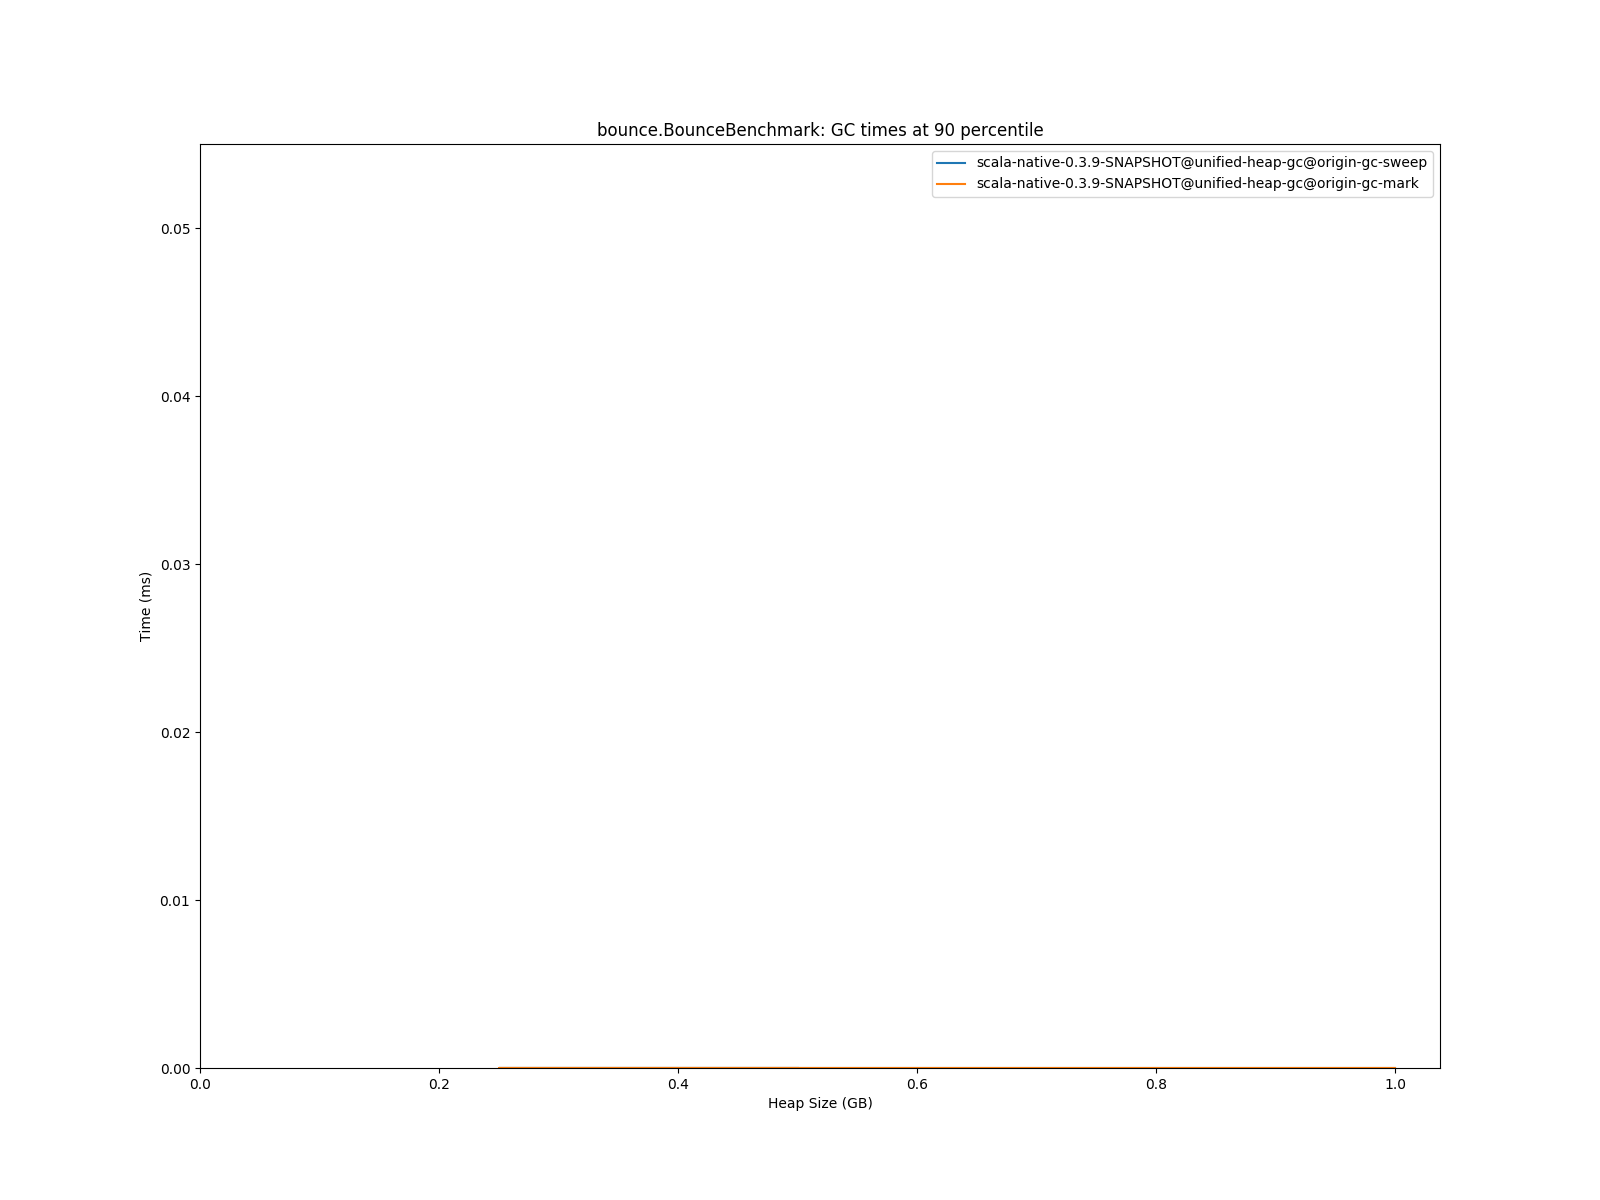 bounce.BounceBenchmark: GC times at 90 percentile
scala-native-0.3.9-SNAPSHOT@unified-heap-gc@origin-gc-sweep
scala-native-0.3.9-SNAPSHOT@unified-heap-gc@origin-gc-mark
0.05
0.04
0.03
0.02
0.01
0.00
Time (ms)
0.0 0.2 0.4 0.6 0.8 1.0
Heap Size (GB)